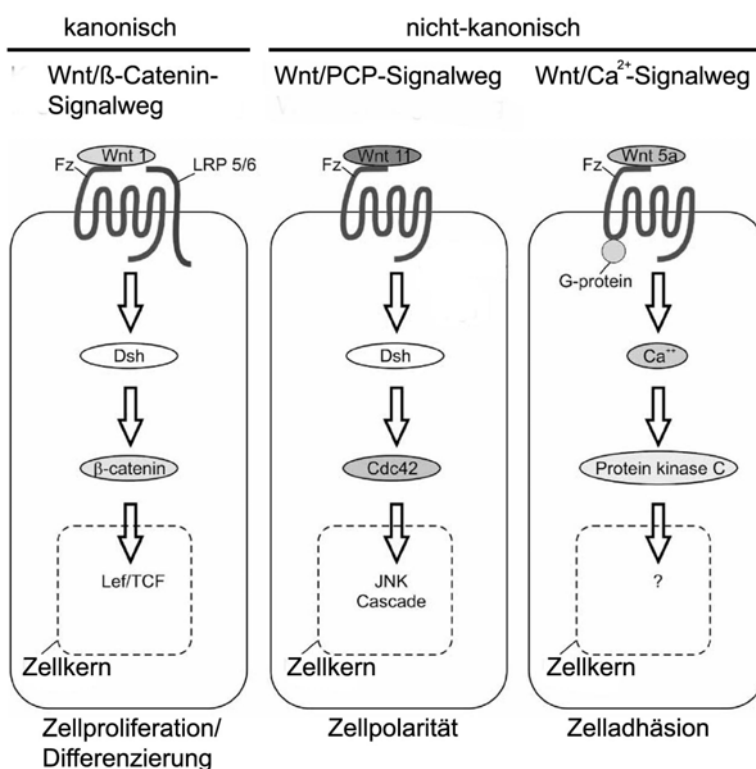 kanonisch
nicht-kanonisch
Wnt/ß-Catenin-
Signalweg
Wnt/PCP-Signalweg
Wnt/Ca²⁺-Signalweg
Wnt 1
Fz
LRP 5/6
Dsh
β-catenin
Lef/TCF
Zellkern
Zellproliferation/
Differenzierung
Wnt 11
Fz
Dsh
Cdc42
JNK
Cascade
Zellkern
Zellpolarität
Wnt 5a
Fz
G-protein
Ca⁺⁺
Protein kinase C
?
Zellkern
Zelladhäsion